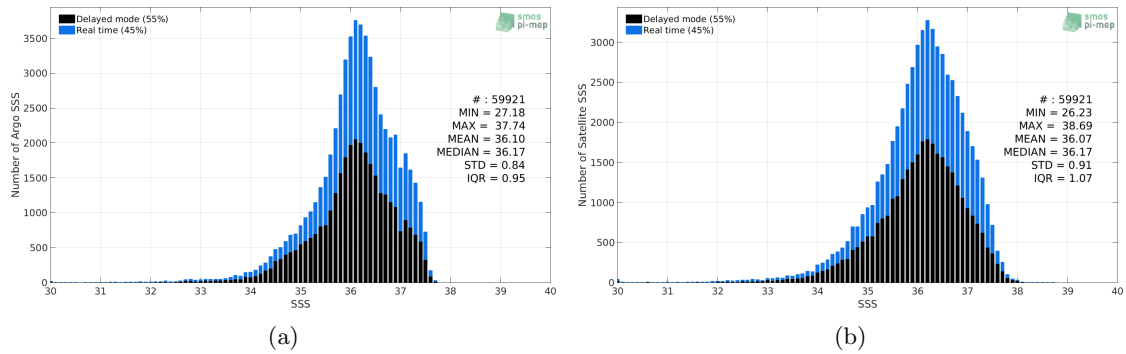 Delayed mode (55%)
Real time (45%)
smos
pi-mep
Number of Argo SSS
3500
3000
2500
2000
1500
1000
500
0
# : 59921
MIN = 27.18
MAX = 37.74
MEAN = 36.10
MEDIAN = 36.17
STD = 0.84
IQR = 0.95
30 31 32 33 34 35 36 37 38 39 40
SSS
(a)
Delayed mode (55%)
Real time (45%)
smos
pi-mep
Number of Satellite SSS
3000
2500
2000
1500
1000
500
0
# : 59921
MIN = 26.23
MAX = 38.69
MEAN = 36.07
MEDIAN = 36.17
STD = 0.91
IQR = 1.07
30 31 32 33 34 35 36 37 38 39 40
SSS
(b)